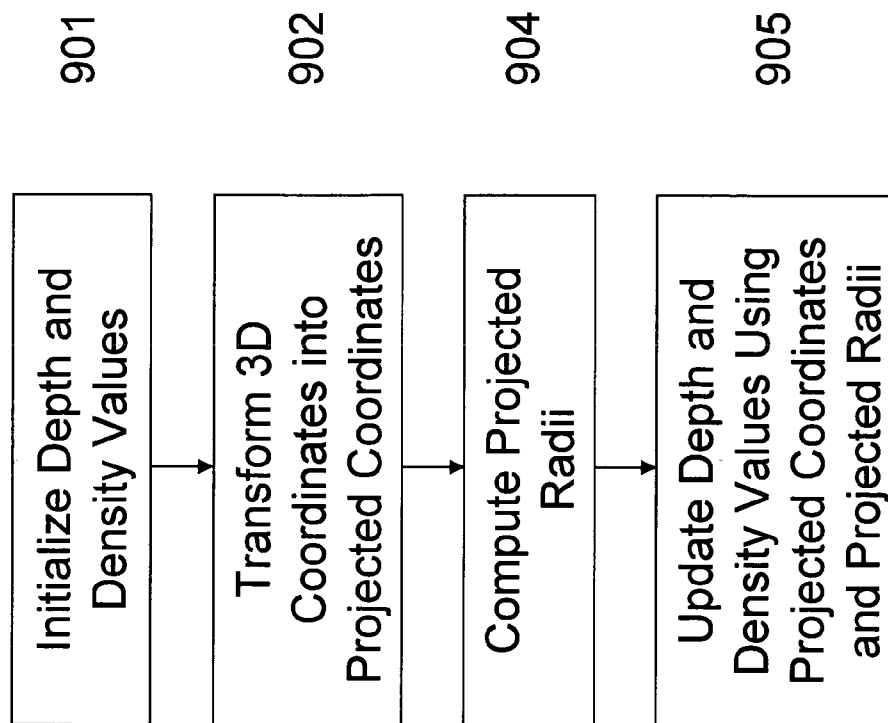 Initialize Depth and
Density Values
901
Transform 3D
Coordinates into
Projected Coordinates
902
Compute Projected
Radii
904
Update Depth and
Density Values Using
Projected Coordinates
and Projected Radii
905